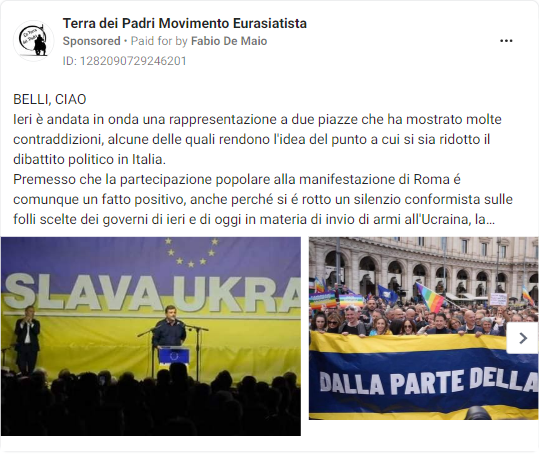 Terra dei Padri Movimento Eurasiatista
Sponsored • Paid for by Fabio De Maio
ID: 1282090729246201
BELLI, CIAO
Ieri è andata in onda una rappresentazione a due piazze che ha mostrato molte
contraddizioni, alcune delle quali rendono l'idea del punto a cui si sia ridotto il
dibattito politico in Italia.
Premesso che la partecipazione popolare alla manifestazione di Roma é
comunque un fatto positivo, anche perché si é rotto un silenzio conformista sulle
folli scelte dei governi di ieri e di oggi in materia di invio di armi all'Ucraina, la...
SLAVA UKRA
DALLA PARTE DELLA